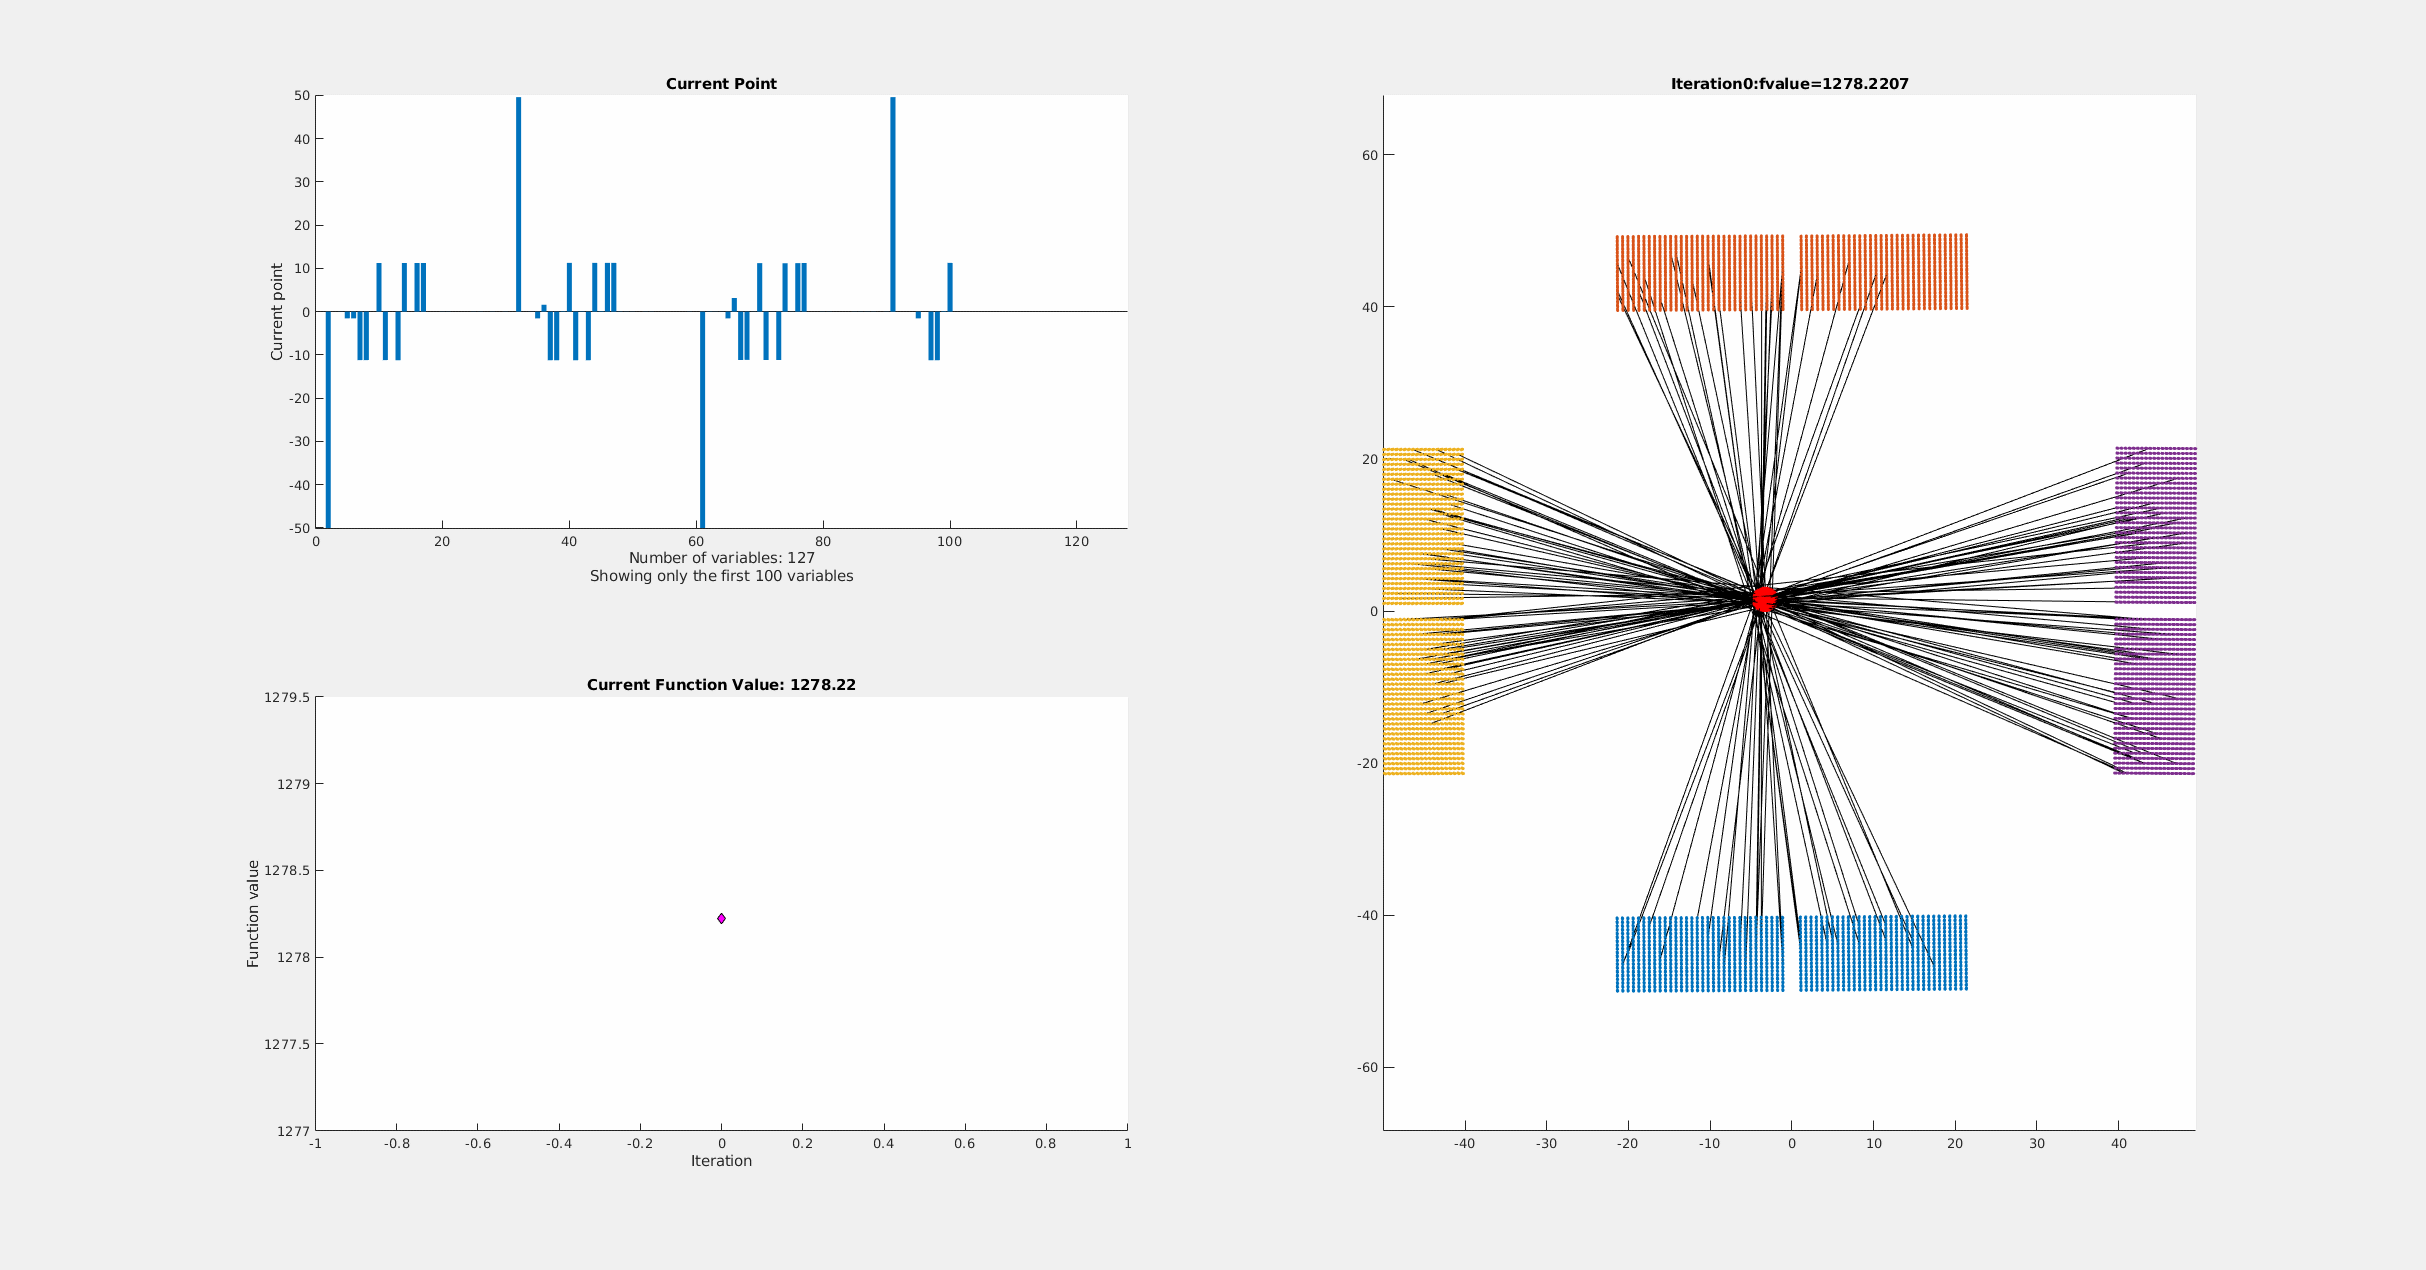 Current Point
50
40
30
20
10
0
-10
-20
-30
-40
-50
Current point
0 20 40 60 80 100 120
Number of variables: 127
Showing only the first 100 variables
Current Function Value: 1278.22
1279.5
1279
1278.5
1278
1277.5
1277
Function value
-1 -0.8 -0.6 -0.4 -0.2 0 0.2 0.4 0.6 0.8 1
Iteration
Iteration0:fvalue=1278.2207
60
40
20
0
-20
-40
-60
-40 -30 -20 -10 0 10 20 30 40